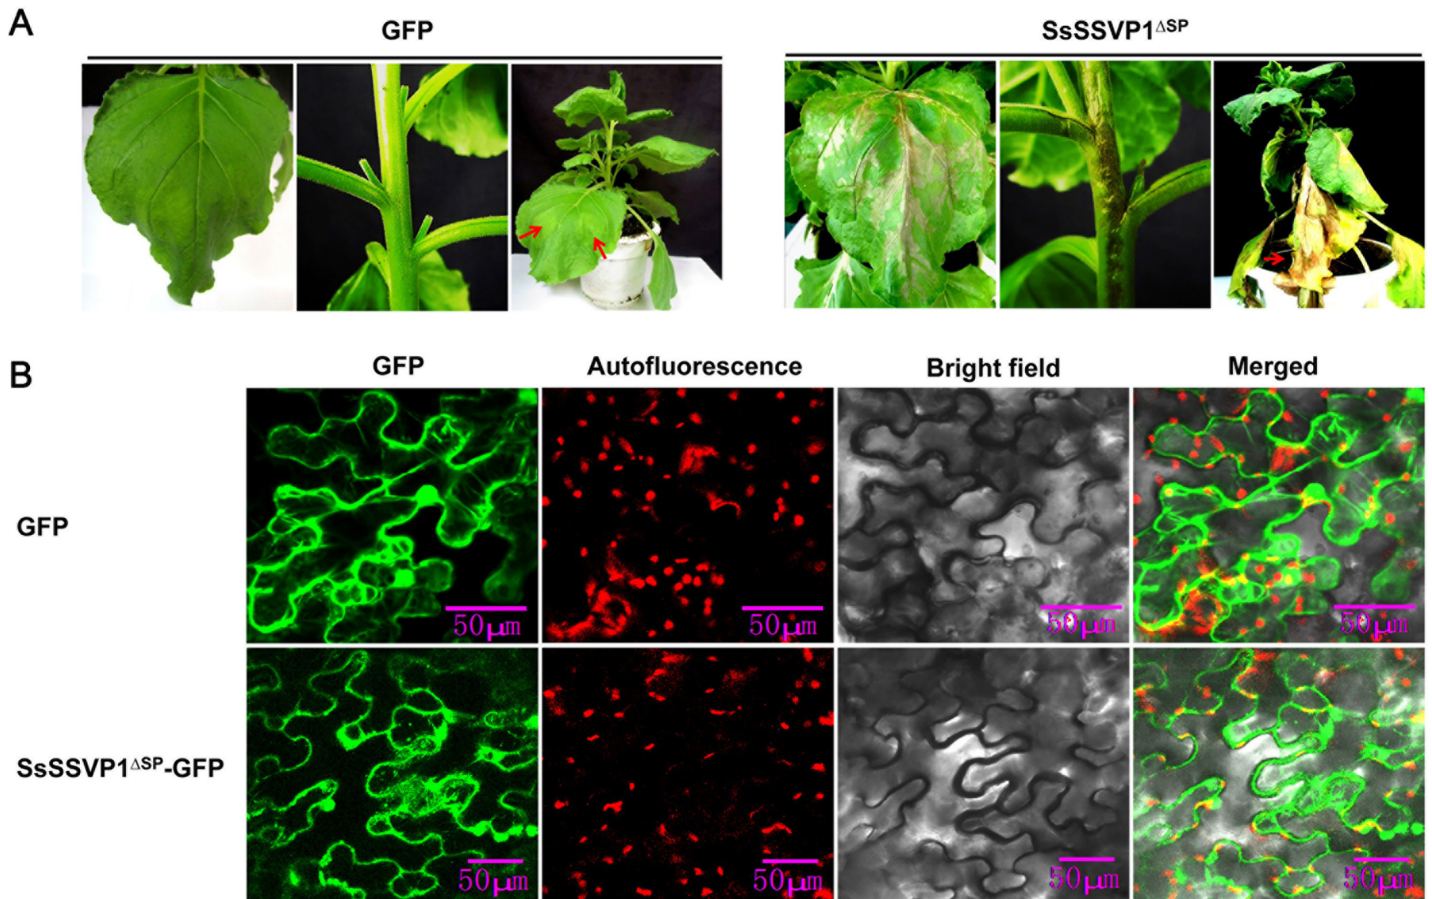 A
GFP
SsSSVP1ΔSP
B
GFP
Autofluorescence
Bright field
Merged
GFP
50μm
50μm
50μm
50μm
SsSSVP1ΔSP-GFP
50μm
50μm
50μm
50μm